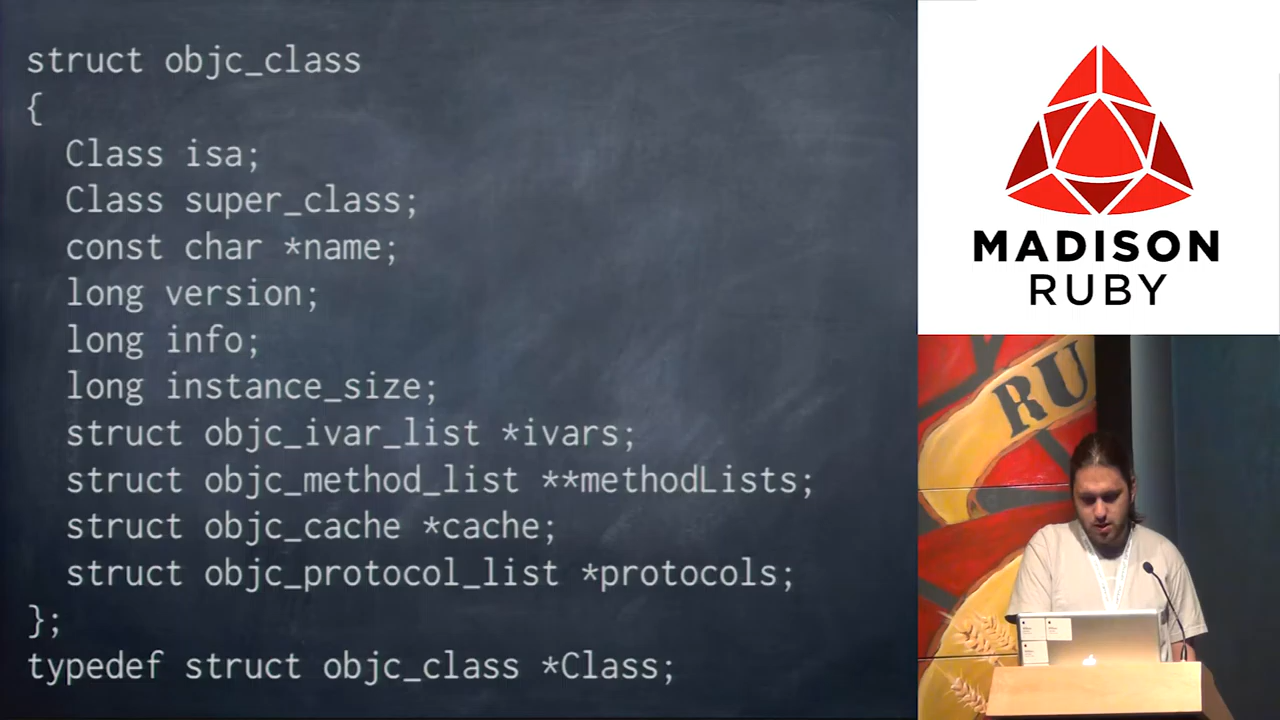 struct objc_class
{
Class isa;
Class super_class;
const char *name;
long version;
long info;
long instance_size;
struct objc_ivar_list *ivars;
struct objc_method_list **methodLists;
struct objc_cache *cache;
struct objc_protocol_list *protocols;
};
typedef struct objc_class *Class;
MADISON
RUBY
RU